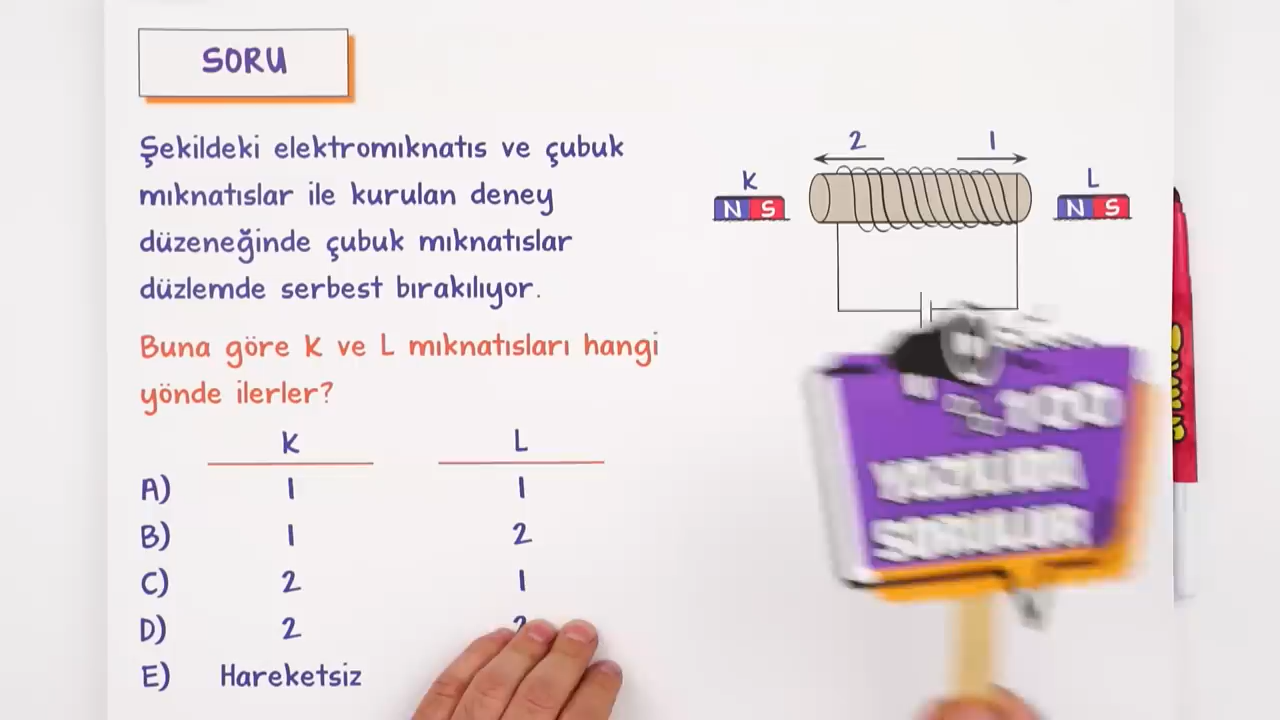 SORU
Şekildeki elektromıknatıs ve çubuk
mıknatıslar ile kurulan deney
düzeneğinde çubuk mıknatıslar
düzlemde serbest bırakılıyor.
Buna göre K ve L mıknatısları hangi
yönde ilerler?
K L
A) 1 1
B) 1 2
C) 2 1
D) 2 2
E) Hareketsiz
2 1
K L
N S N S